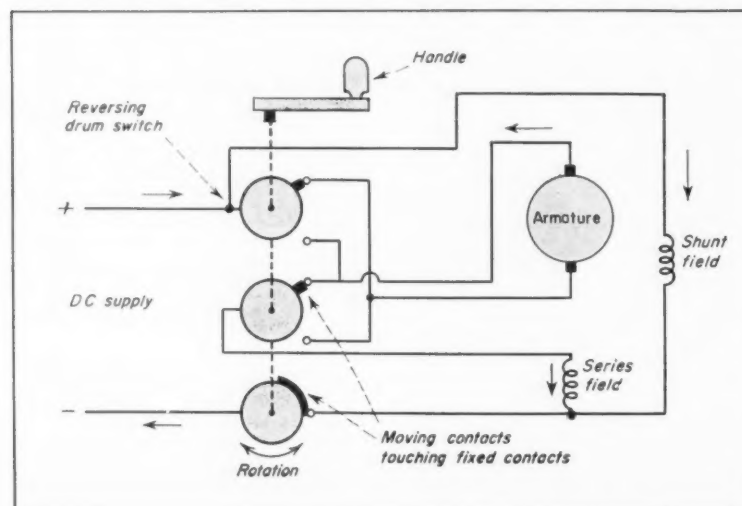 Handle
Reversing
drum switch
+
Armature
Shunt
field
DC supply
Series
field
−
Moving contacts
touching fixed contacts
Rotation